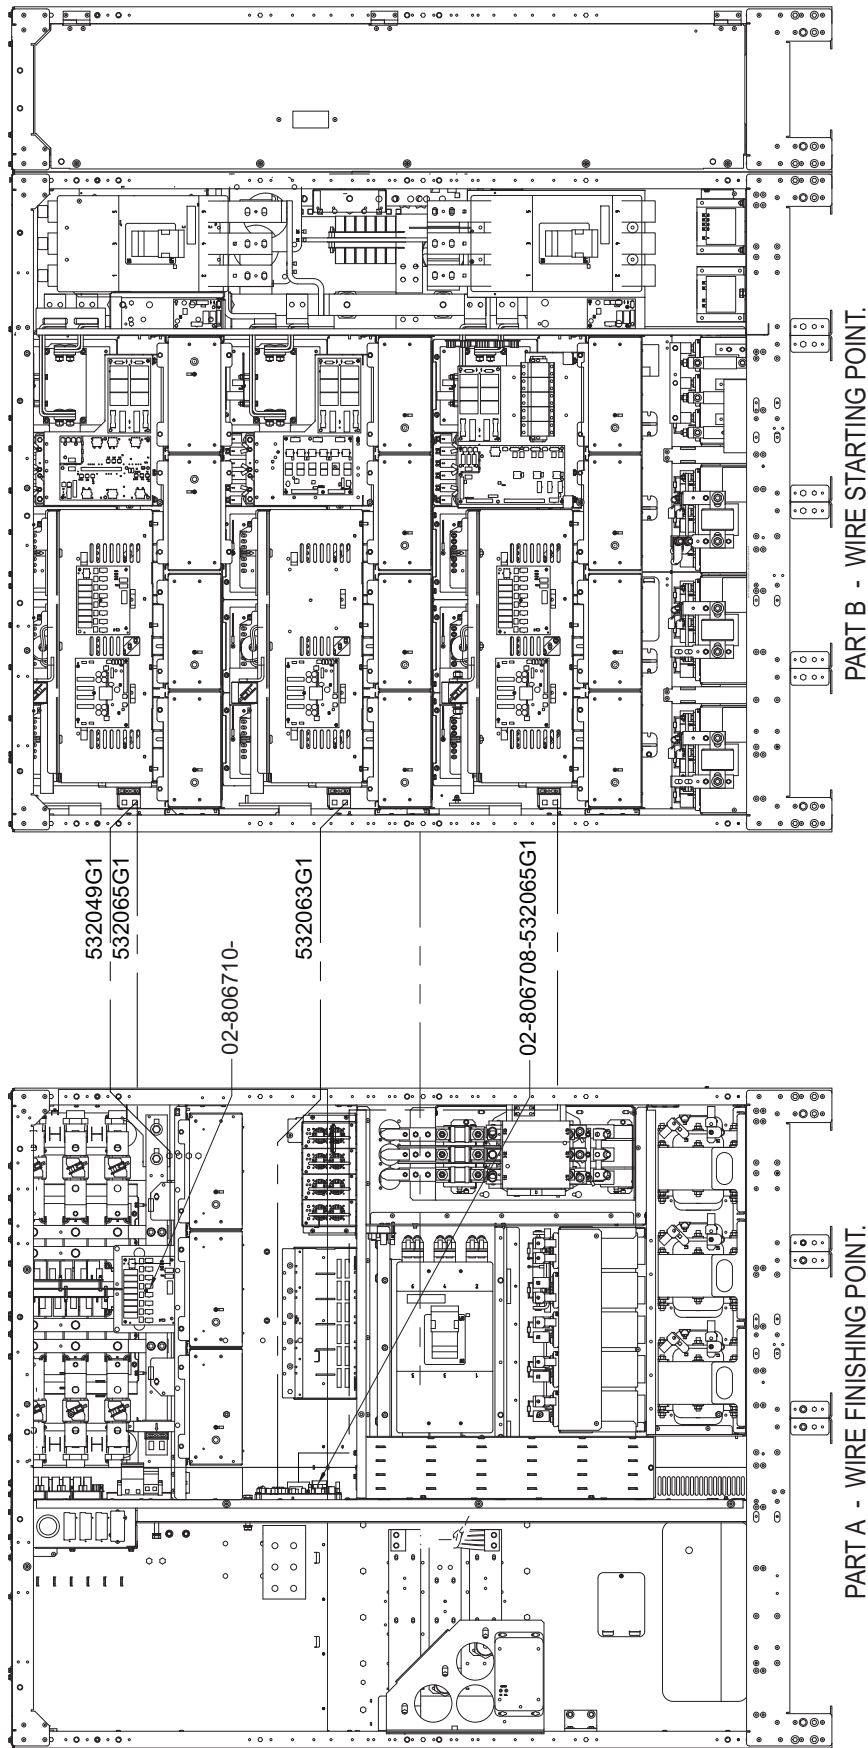 532049G1
532065G1
02-806710-
532063G1
02-806708-532065G1
PART A - WIRE FINISHING POINT.
PART B - WIRE STARTING POINT.